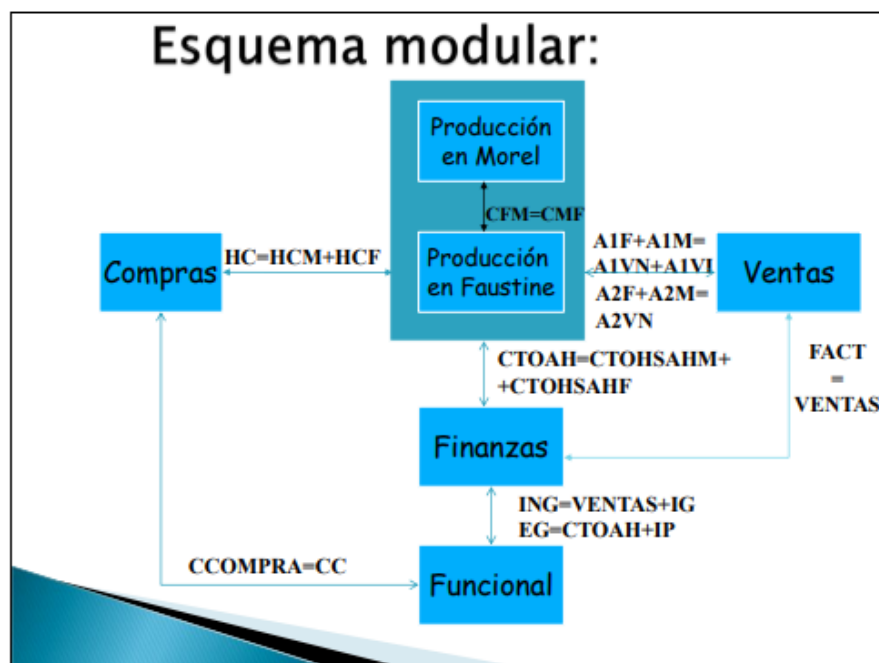 Esquema modular:
Producción
en Morel
CFM=CMF
Producción
en Faustine
Compras
HC=HCM+HCF
A1F+A1M=
A1VN+A1VI
A2F+A2M=
A2VN
Ventas
CTOAH=CTOHSAHM+
+CTOHSAHF
FACT
=
VENTAS
Finanzas
ING=VENTAS+IG
EG=CTOAH+IP
CCOMPRA=CC
Funcional